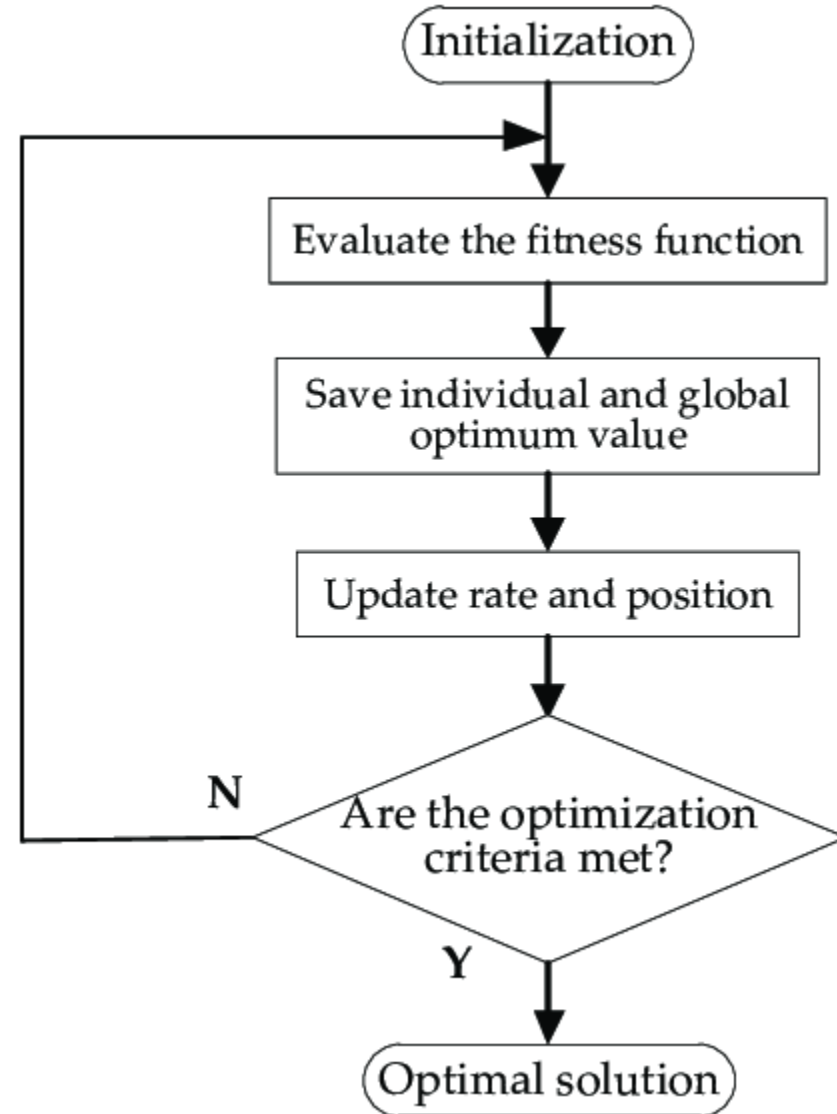 Initialization
Evaluate the fitness function
Save individual and global
optimum value
Update rate and position
N
Are the optimization
criteria met?
Y
Optimal solution